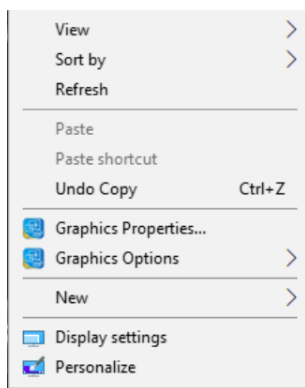 View
Sort by
Refresh
Paste
Paste shortcut
Undo Copy Ctrl+Z
Graphics Properties...
Graphics Options
New
Display settings
Personalize